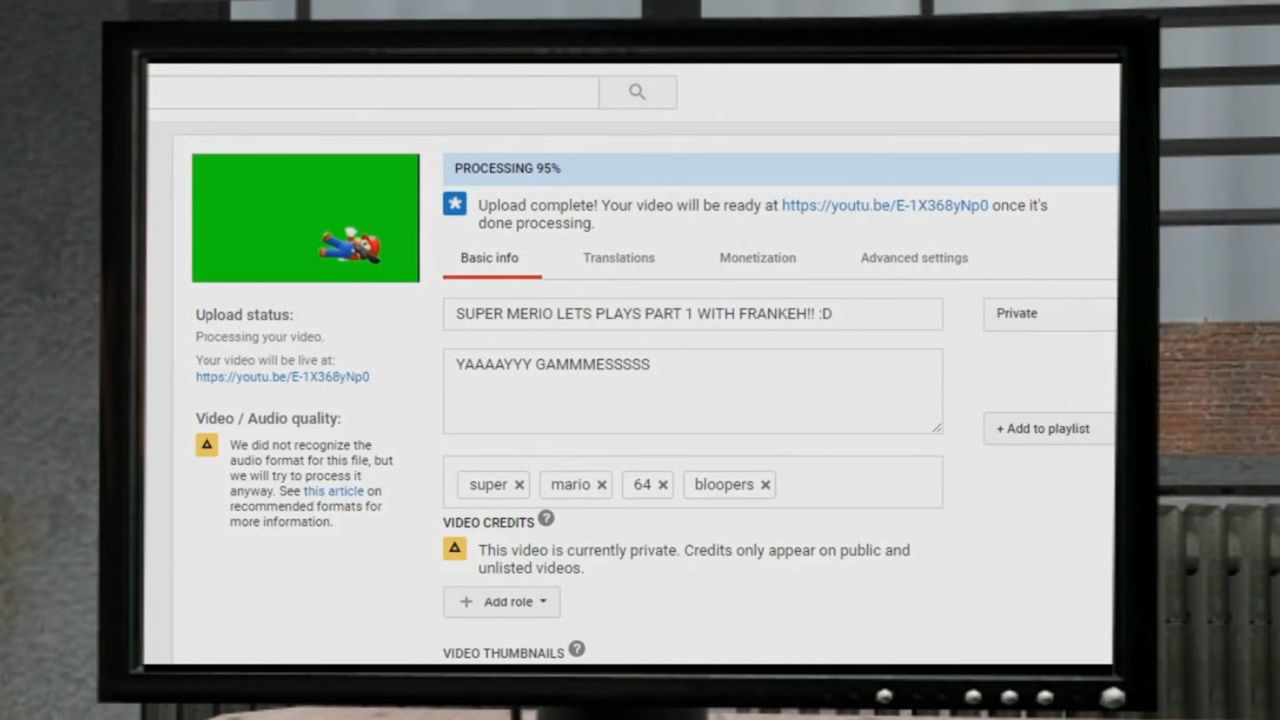 PROCESSING 95%
Upload complete! Your video will be ready at https://youtu.be/E-1X368yNp0 once it's
done processing.
Basic info
Translations
Monetization
Advanced settings
SUPER MERIO LETS PLAYS PART 1 WITH FRANKEH!! :D
Private
YAAAAYYY GAMMMESSSSS
+ Add to playlist
super × mario × 64 × bloopers ×
VIDEO CREDITS ?
This video is currently private. Credits only appear on public and
unlisted videos.
+ Add role
VIDEO THUMBNAILS ?
Upload status:
Processing your video.
Your video will be live at:
https://youtu.be/E-1X368yNp0
Video / Audio quality:
We did not recognize the
audio format for this file, but
we will try to process it
anyway. See this article on
recommended formats for
more information.